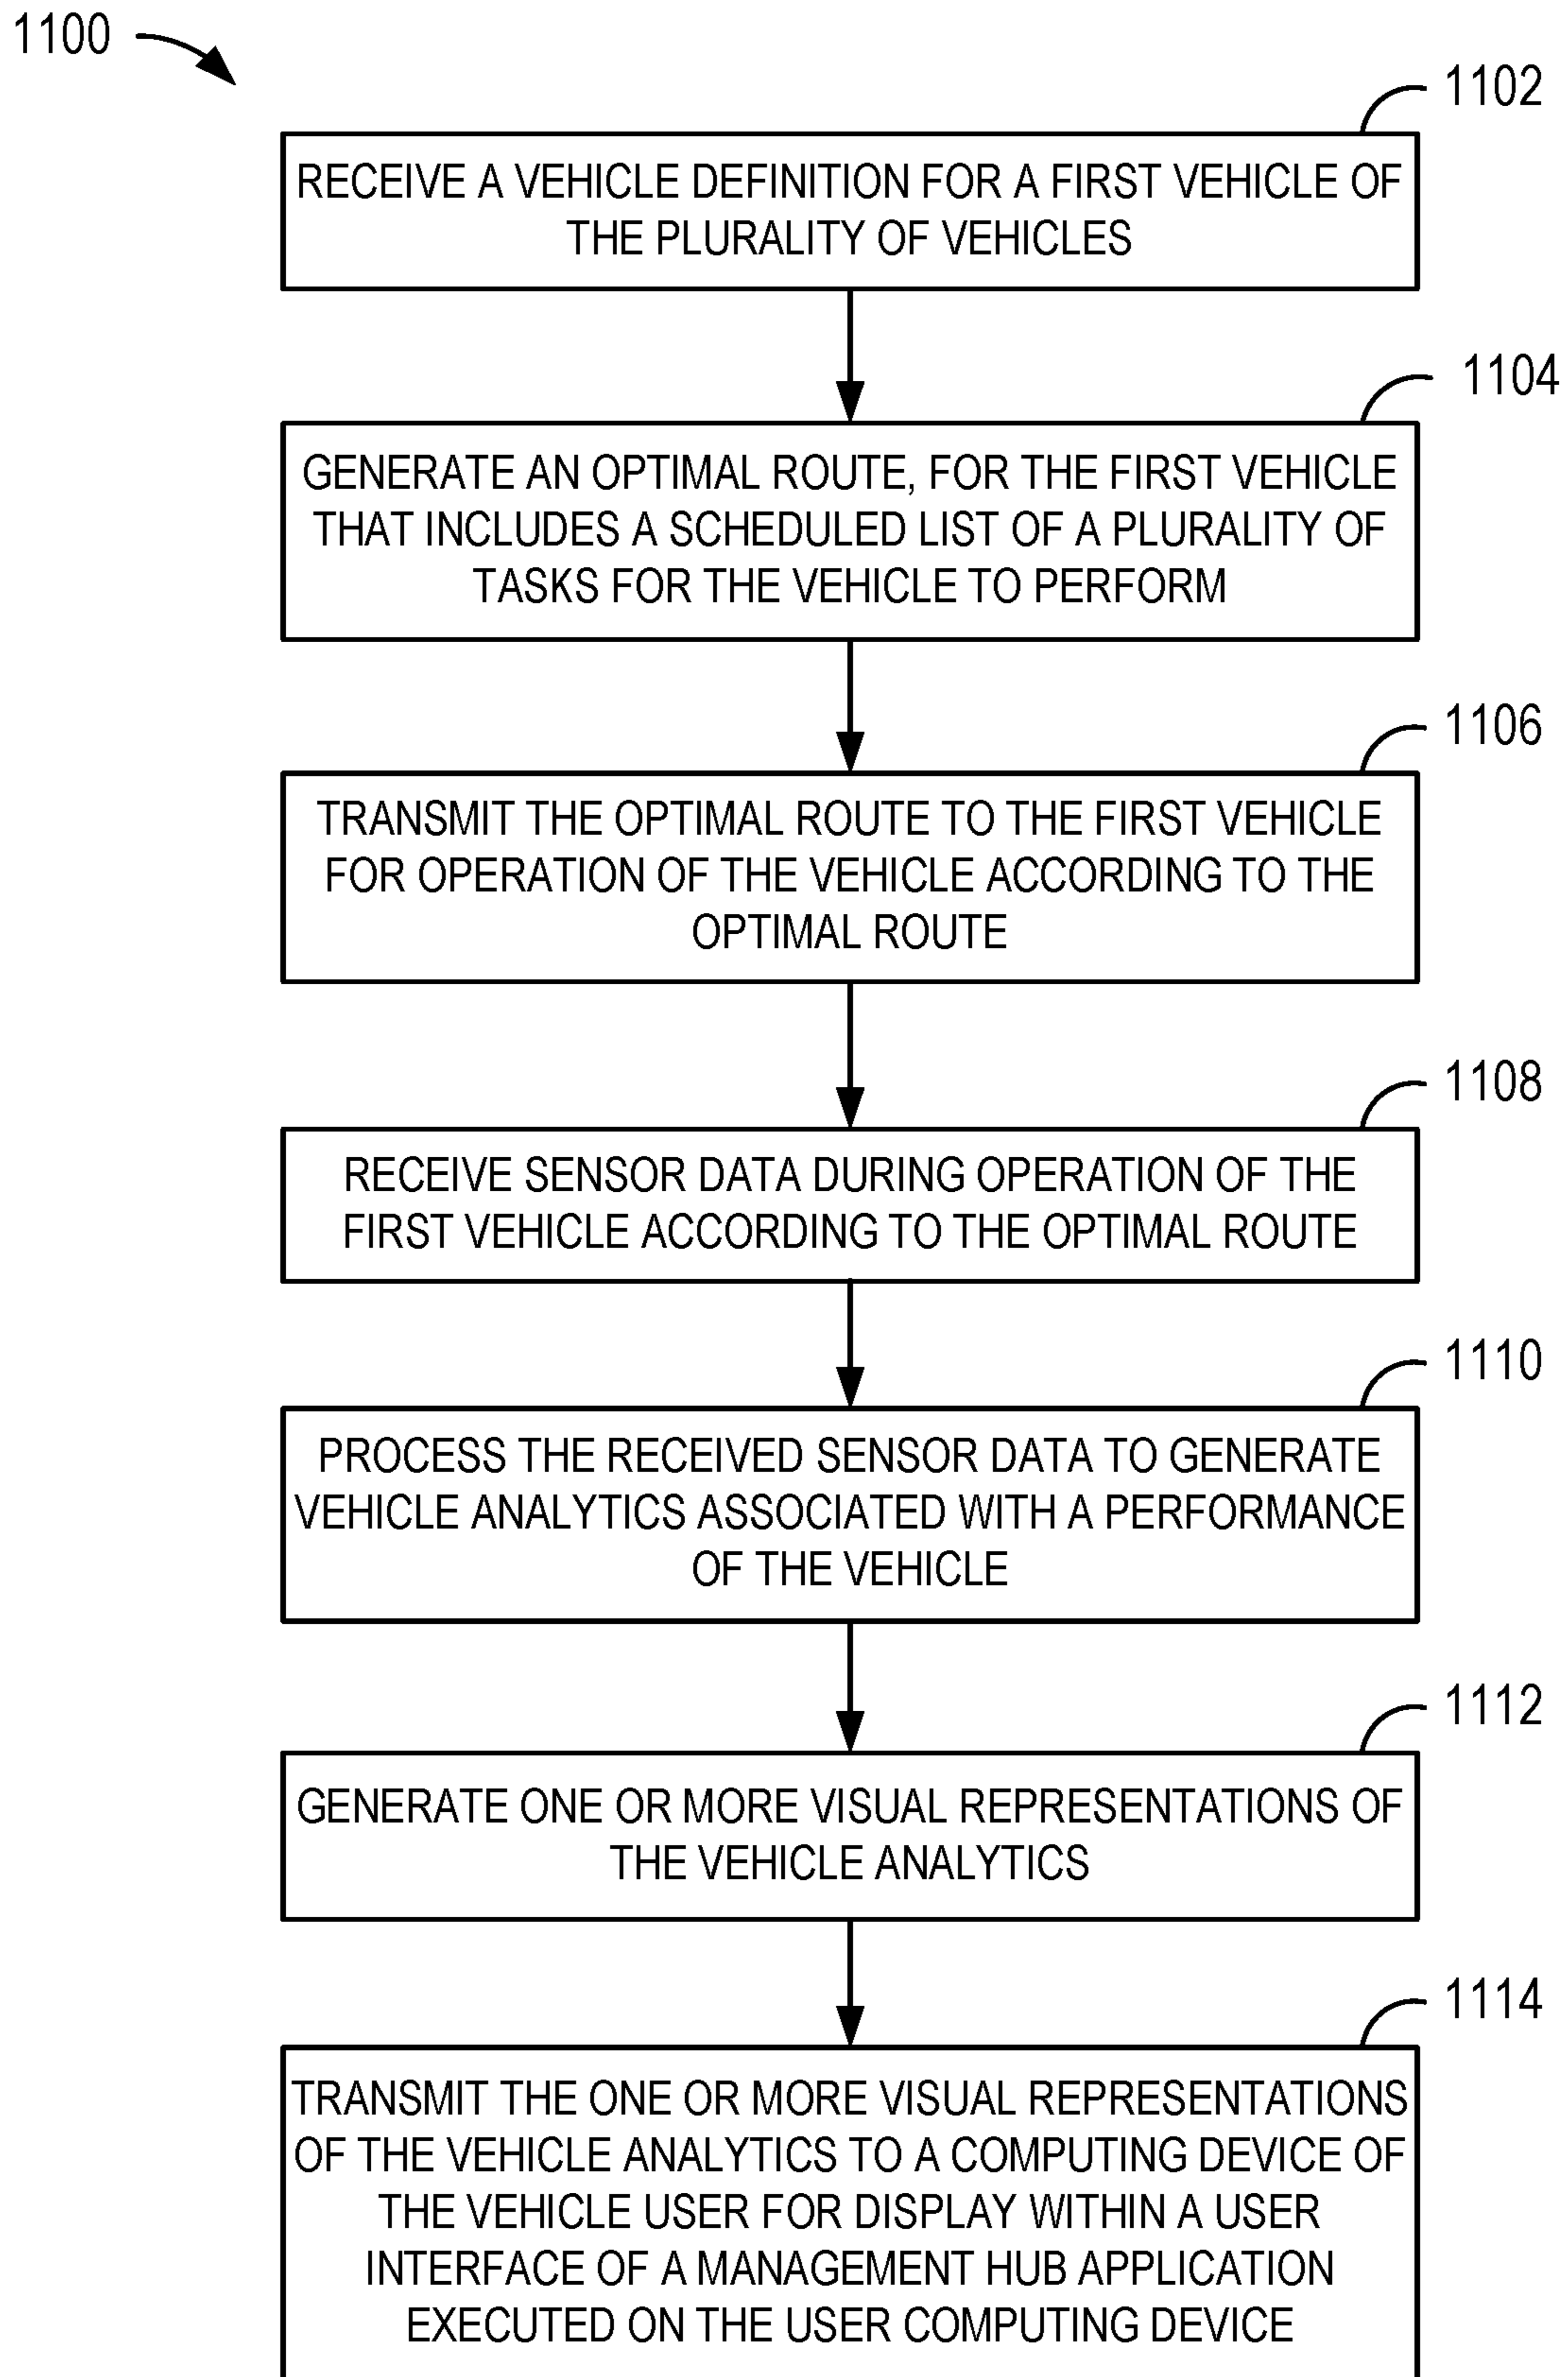 1100
1102
RECEIVE A VEHICLE DEFINITION FOR A FIRST VEHICLE OF
THE PLURALITY OF VEHICLES
1104
GENERATE AN OPTIMAL ROUTE, FOR THE FIRST VEHICLE
THAT INCLUDES A SCHEDULED LIST OF A PLURALITY OF
TASKS FOR THE VEHICLE TO PERFORM
1106
TRANSMIT THE OPTIMAL ROUTE TO THE FIRST VEHICLE
FOR OPERATION OF THE VEHICLE ACCORDING TO THE
OPTIMAL ROUTE
1108
RECEIVE SENSOR DATA DURING OPERATION OF THE
FIRST VEHICLE ACCORDING TO THE OPTIMAL ROUTE
1110
PROCESS THE RECEIVED SENSOR DATA TO GENERATE
VEHICLE ANALYTICS ASSOCIATED WITH A PERFORMANCE
OF THE VEHICLE
1112
GENERATE ONE OR MORE VISUAL REPRESENTATIONS OF
THE VEHICLE ANALYTICS
1114
TRANSMIT THE ONE OR MORE VISUAL REPRESENTATIONS
OF THE VEHICLE ANALYTICS TO A COMPUTING DEVICE OF
THE VEHICLE USER FOR DISPLAY WITHIN A USER
INTERFACE OF A MANAGEMENT HUB APPLICATION
EXECUTED ON THE USER COMPUTING DEVICE